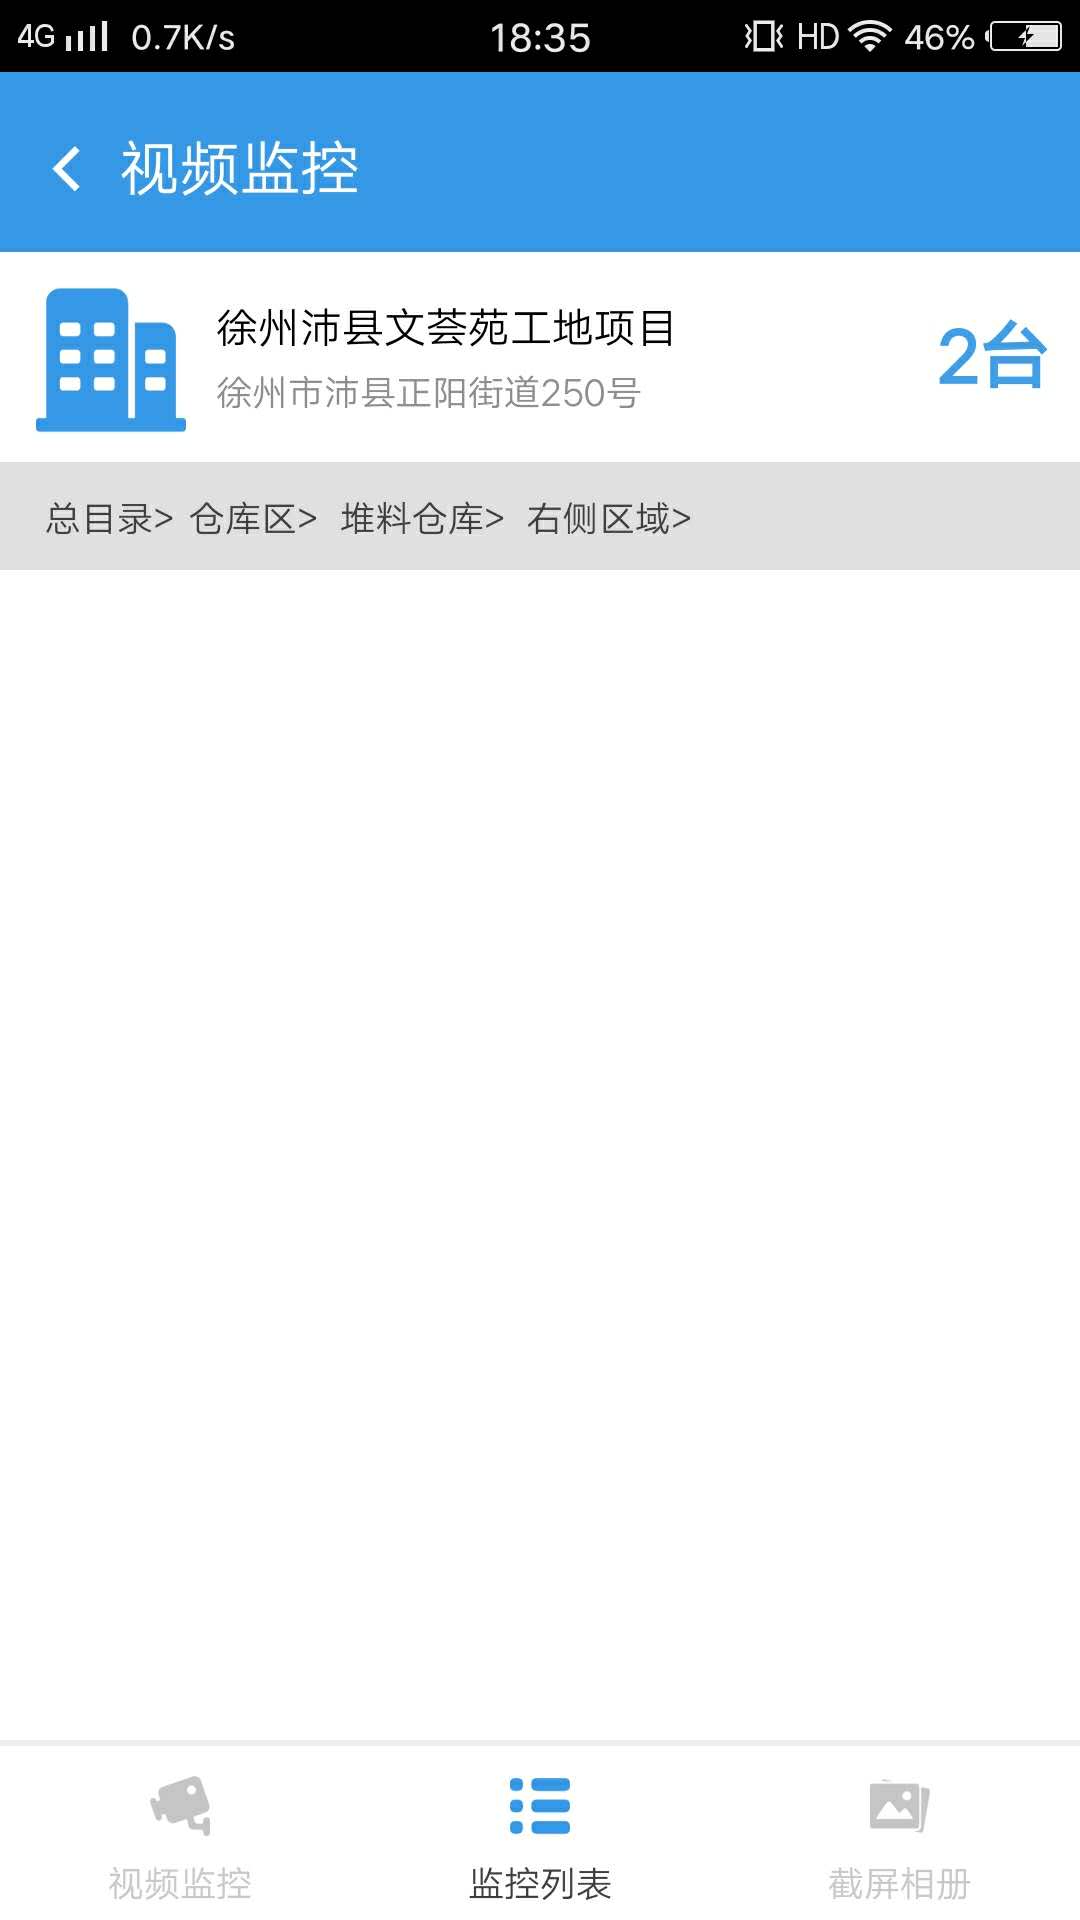 4G 0.7K/s 18:35 HD 46%
视频监控
徐州沛县文荟苑工地项目
徐州市沛县正阳街道250号
2台
总目录> 仓库区> 堆料仓库> 右侧区域>
视频监控 监控列表 截屏相册